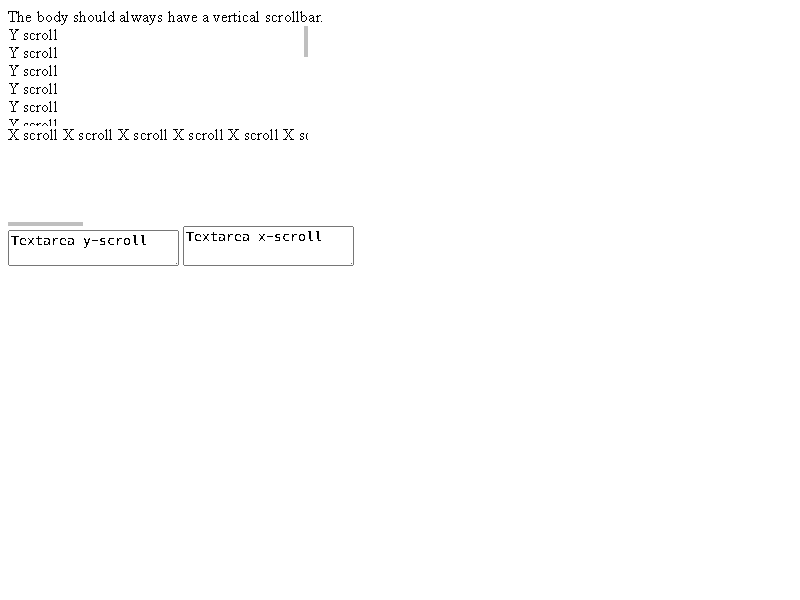 The body should always have a vertical scrollbar.
Y scroll
Y scroll
Y scroll
Y scroll
Y scroll
Y scroll
X scroll X scroll X scroll X scroll X scroll X sc
Textarea y-scroll
Textarea x-scroll